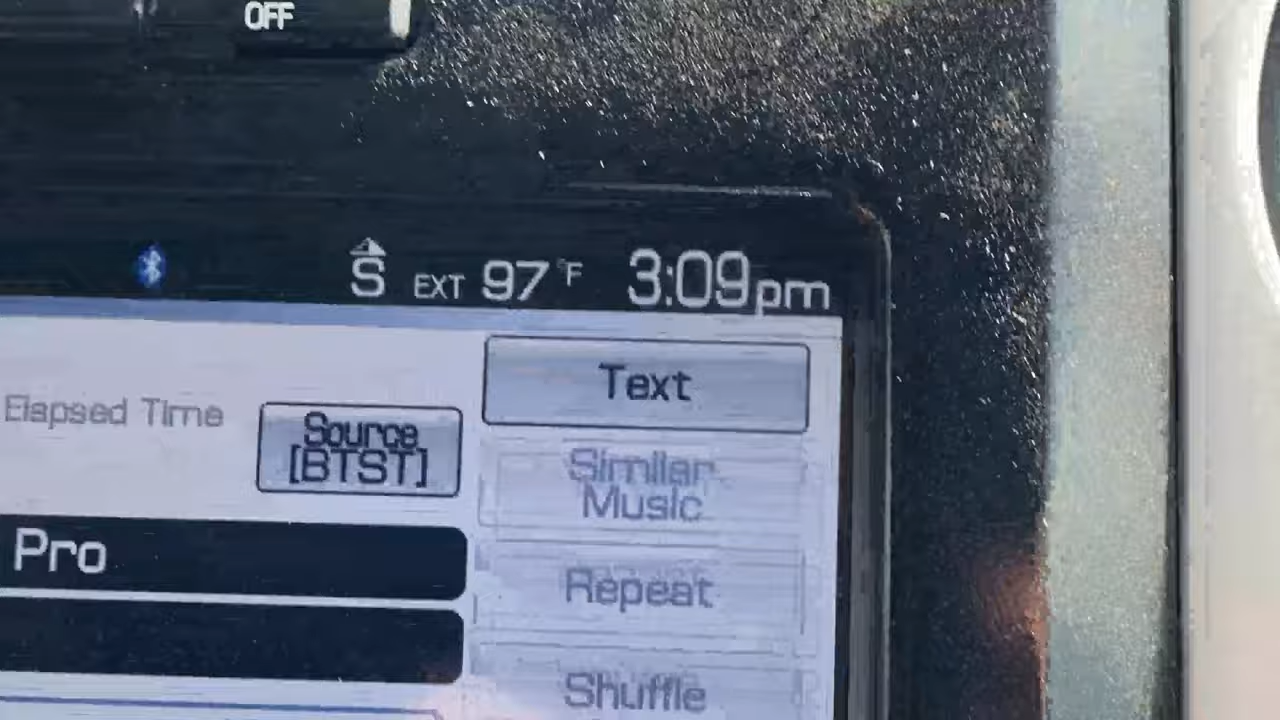 OFF
S EXT 97°F 3:09pm
Text
Elapsed Time
Source
[BTST]
Similar
Music
Pro
Repeat
Shuffle